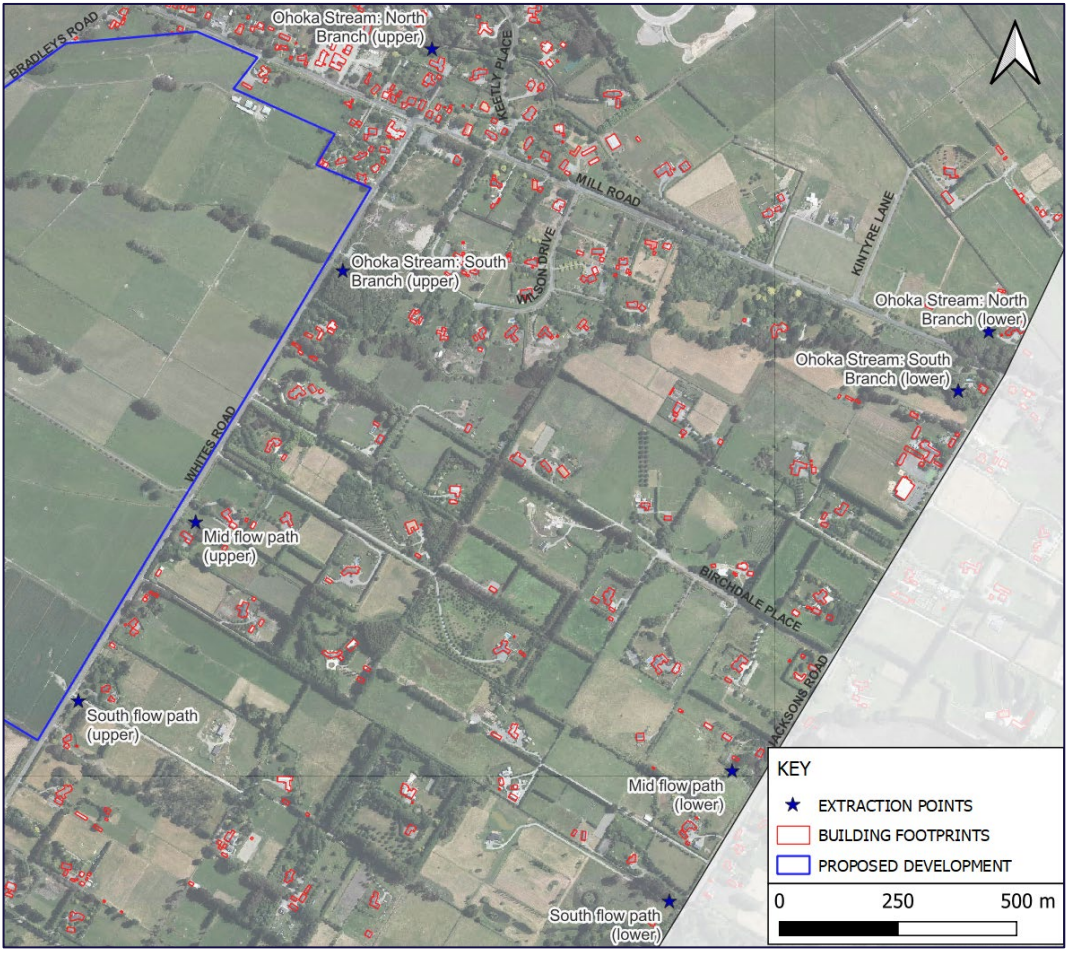 Ohoka Stream: North
Branch (upper)
BRADLEYS ROAD
KEETLY PLACE
MILL ROAD
KINTYRE LANE
WILSON DRIVE
Ohoka Stream: South
Branch (upper)
Ohoka Stream: North
Branch (lower)
Ohoka Stream: South
Branch (lower)
WHITES ROAD
Mid flow path
(upper)
BIRCHDALE PLACE
JACKSONS ROAD
South flow path
(upper)
Mid flow path
(lower)
South flow path
(lower)
KEY
EXTRACTION POINTS
BUILDING FOOTPRINTS
PROPOSED DEVELOPMENT
0 250 500 m